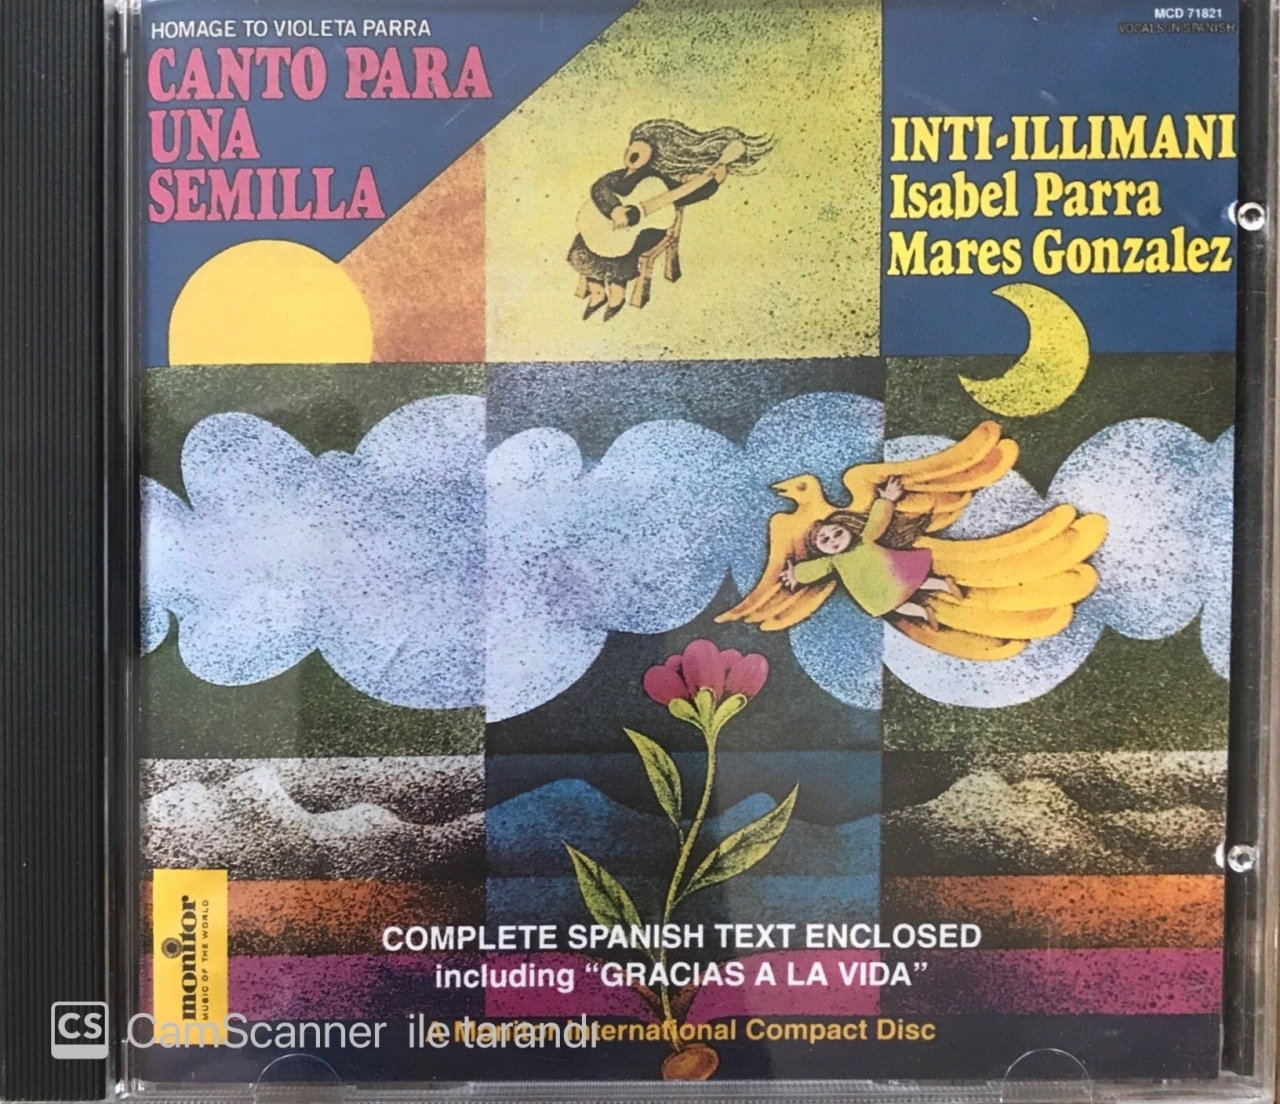 HOMAGE TO VIOLETA PARRA
CANTO PARA
UNA
SEMILLA
MCD 71821
VOCALS IN SPANISH
INTI-ILLIMANI
Isabel Parra
Mares Gonzalez
monitor
MUSIC OF THE WORLD
COMPLETE SPANISH TEXT ENCLOSED
including “GRACIAS A LA VIDA”
A Monitor International Compact Disc
CS CamScanner ile tarandı